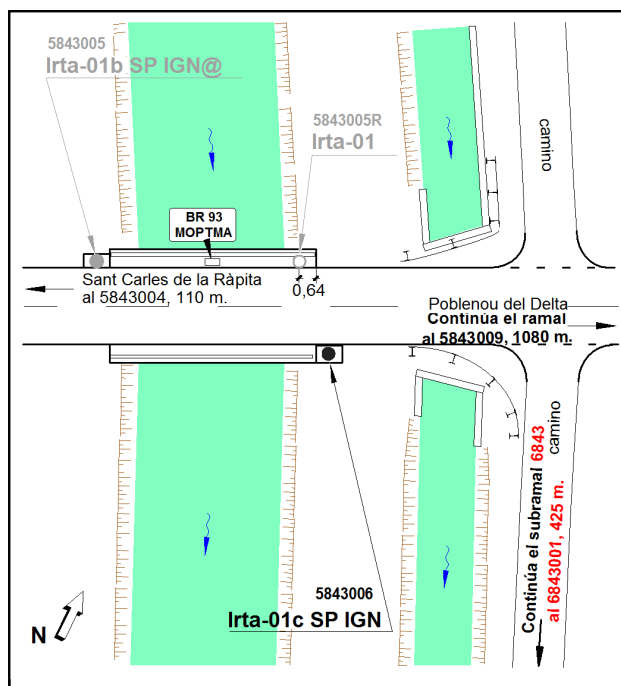 5843005
Irta-01b SP IGN@
5843005R
Irta-01
camino
BR 93
MOPTMA
Sant Carles de la Ràpita
al 5843004, 110 m.
0,64
Poblenou del Delta
Continúa el ramal
al 5843009, 1080 m.
camino
Continúa el subramal 6843
al 6843001, 425 m.
5843006
Irta-01c SP IGN
N